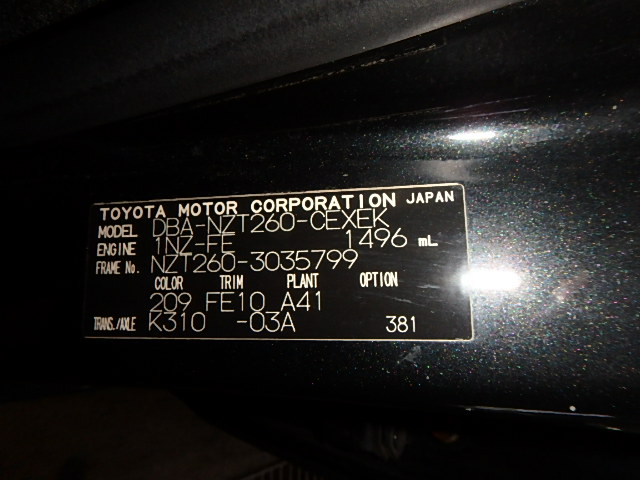 TOYOTA MOTOR CORPORATION JAPAN
MODEL DBA-NZT260-CEXEK
ENGINE 1NZ-FE 1496 mL
FRAME No. NZT260-3035799
COLOR TRIM PLANT OPTION
209 FE10 A41
TRANS./AXLE K310 -03A 381